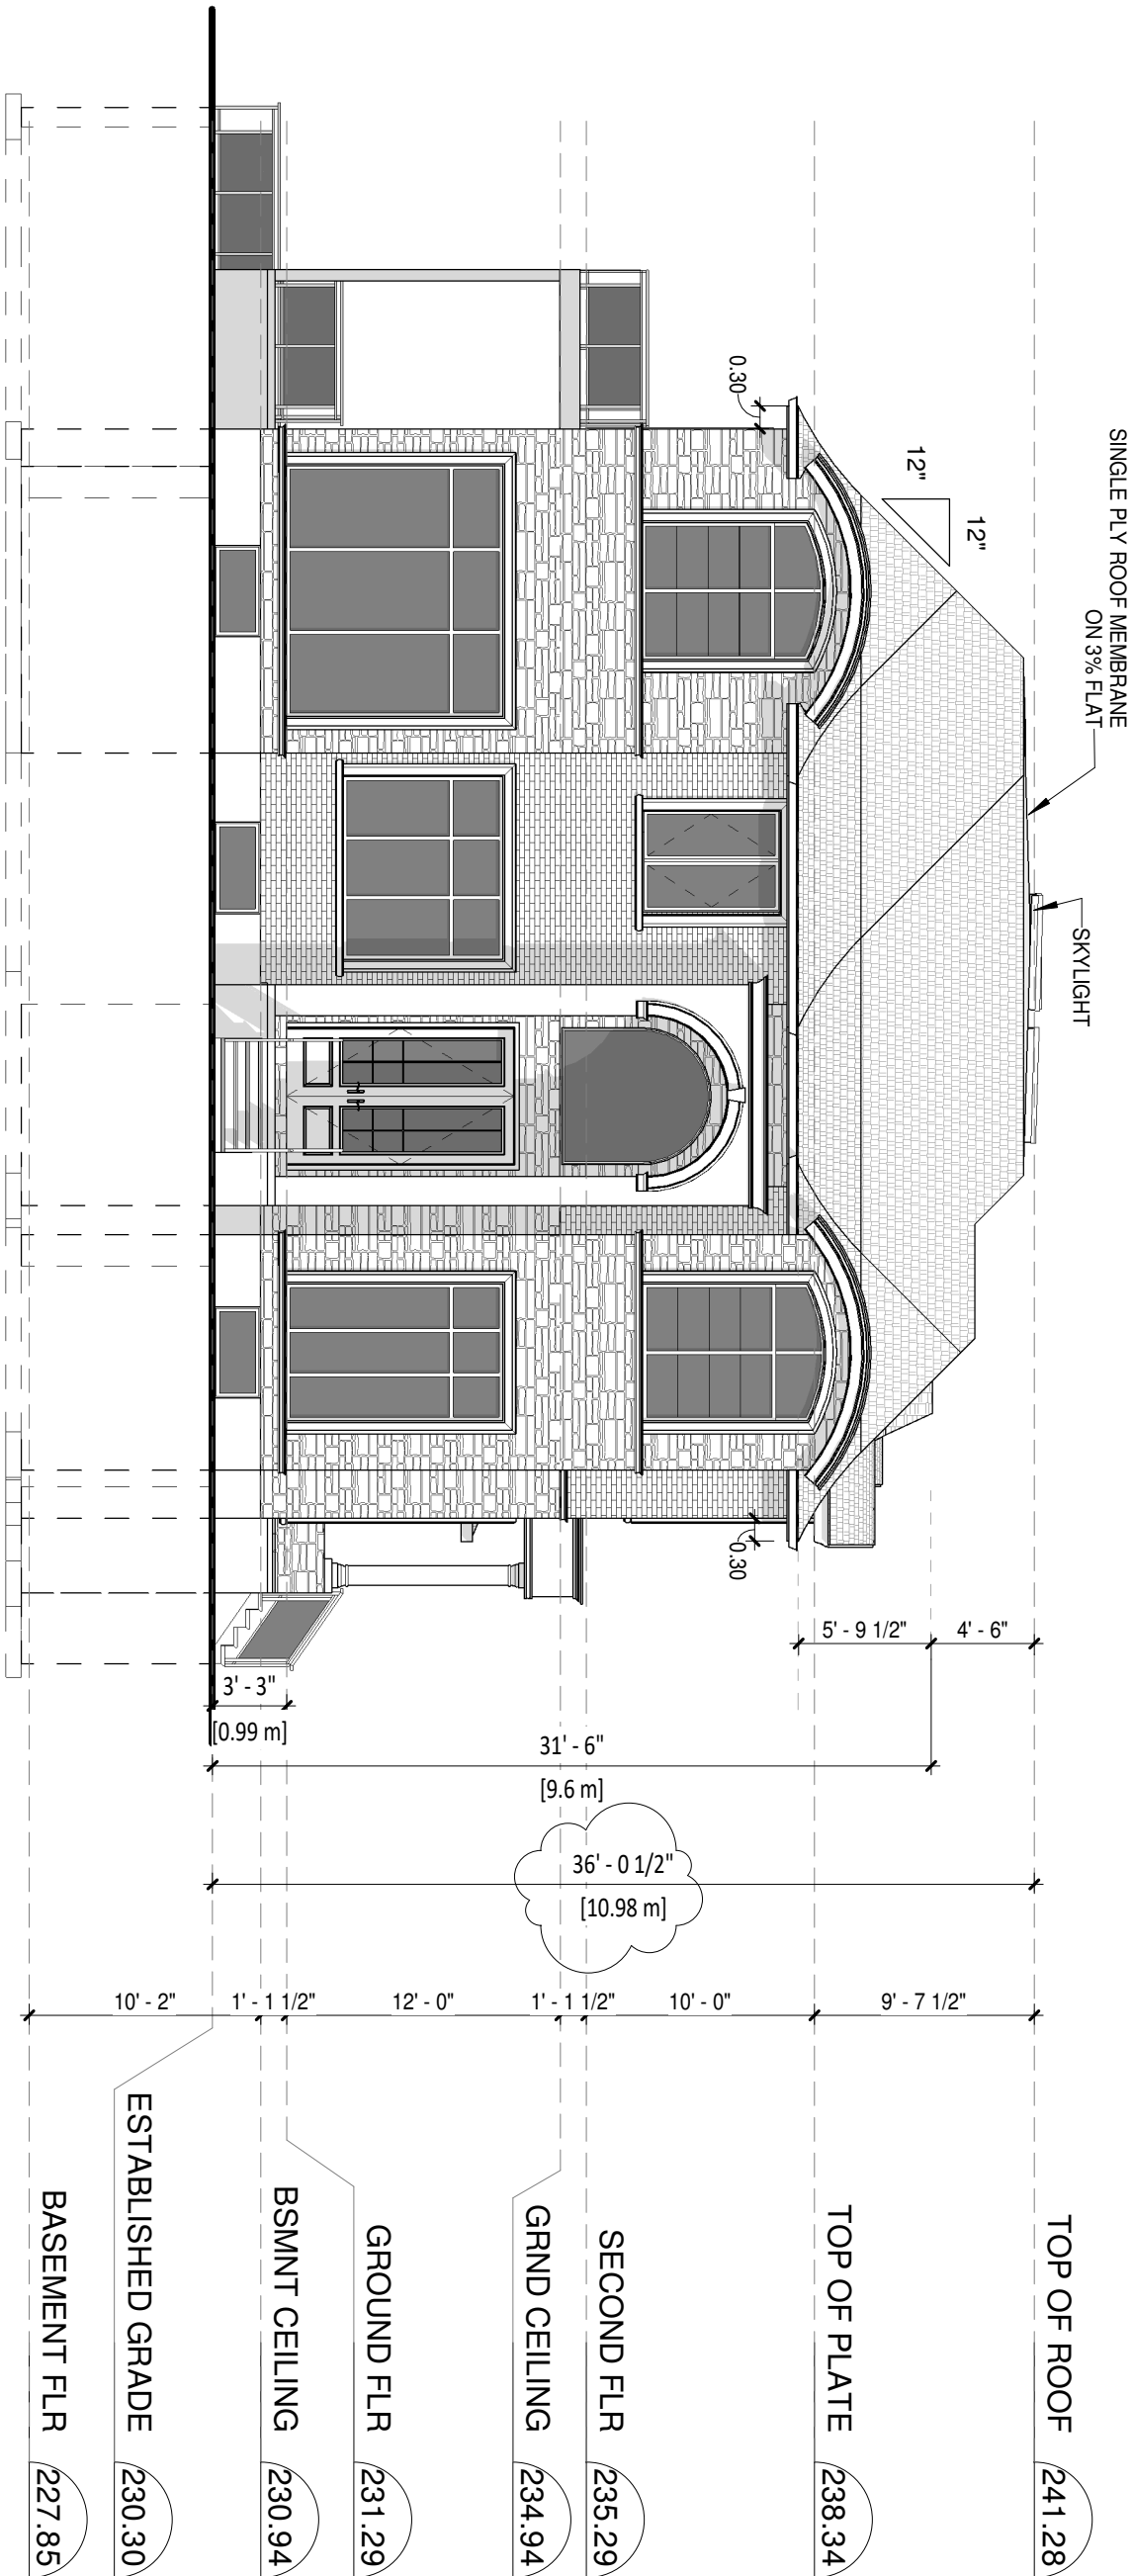 SINGLE PLY ROOF MEMBRANE
ON 3% FLAT
SKYLIGHT
12"
12"
0.30
0.30
5' - 9 1/2"
4' - 6"
3' - 3"
[0.99 m]
31' - 6"
[9.6 m]
36' - 0 1/2"
[10.98 m]
10' - 2"
1' - 1 1/2"
12' - 0"
1' - 1 1/2"
10' - 0"
9' - 7 1/2"
TOP OF ROOF
241.28
TOP OF PLATE
238.34
SECOND FLR
235.29
GRND CEILING
234.94
GROUND FLR
231.29
BSMNT CEILING
230.94
ESTABLISHED GRADE
230.30
BASEMENT FLR
227.85